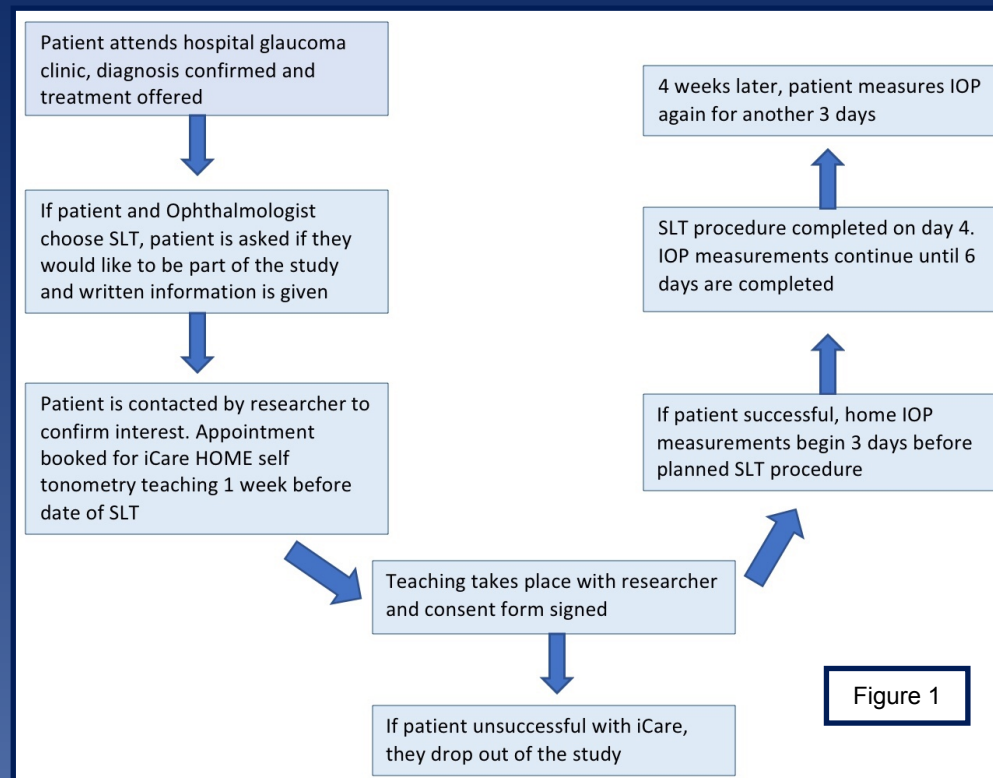 Patient attends hospital glaucoma
clinic, diagnosis confirmed and
treatment offered
If patient and Ophthalmologist
choose SLT, patient is asked if they
would like to be part of the study
and written information is given
Patient is contacted by researcher to
confirm interest. Appointment
booked for iCare HOME self
tonometry teaching 1 week before
date of SLT
Teaching takes place with researcher
and consent form signed
If patient unsuccessful with iCare,
they drop out of the study
If patient successful, home IOP
measurements begin 3 days before
planned SLT procedure
SLT procedure completed on day 4.
IOP measurements continue until 6
days are completed
4 weeks later, patient measures IOP
again for another 3 days
Figure 1